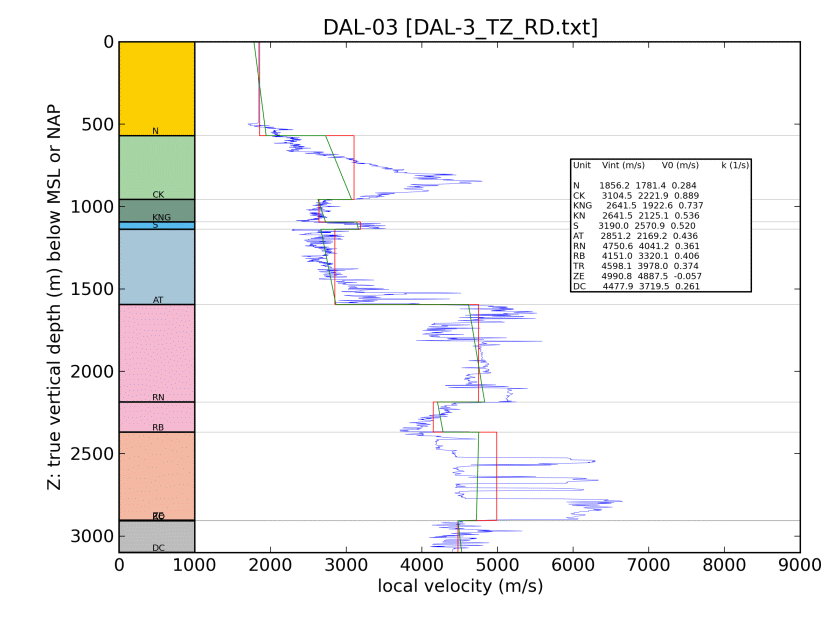 DAL-03 [DAL-3_TZ_RD.txt]
Z: true vertical depth (m) below MSL or NAP
0
500
1000
1500
2000
2500
3000
N
CK
KNG
S
AT
RN
RB
DC
Unit Vint (m/s) V0 (m/s) k (1/s)
N 1856.2 1781.4 0.284
CK 3104.5 2221.9 0.889
KNG 2641.5 1922.6 0.737
KN 2641.5 2125.1 0.536
S 3190.0 2570.9 0.520
AT 2851.2 2169.2 0.436
RN 4750.6 4041.2 0.361
RB 4151.0 3320.1 0.406
TR 4598.1 3978.0 0.374
ZE 4990.8 4887.5 -0.057
DC 4477.9 3719.5 0.261
0 1000 2000 3000 4000 5000 6000 7000 8000 9000
local velocity (m/s)